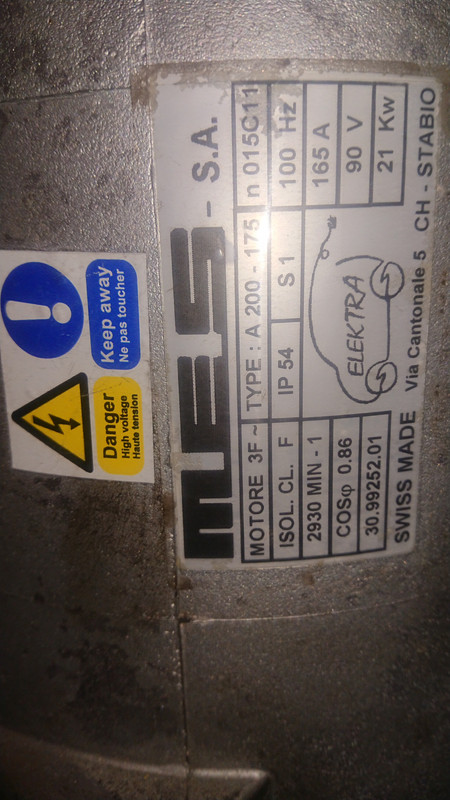 MES - S.A.
MOTORE 3F ~ TYPE : A 200 - 175 n 015C11
ISOL. CL. F IP 54 S 1 100 Hz
2930 MIN - 1 165 A
COSφ 0.86 90 V
30.99252.01 21 Kw
ELEKTRA
SWISS MADE Via Cantonale 5 CH - STABIO
Danger
High voltage
Haute tension
Keep away
Ne pas toucher